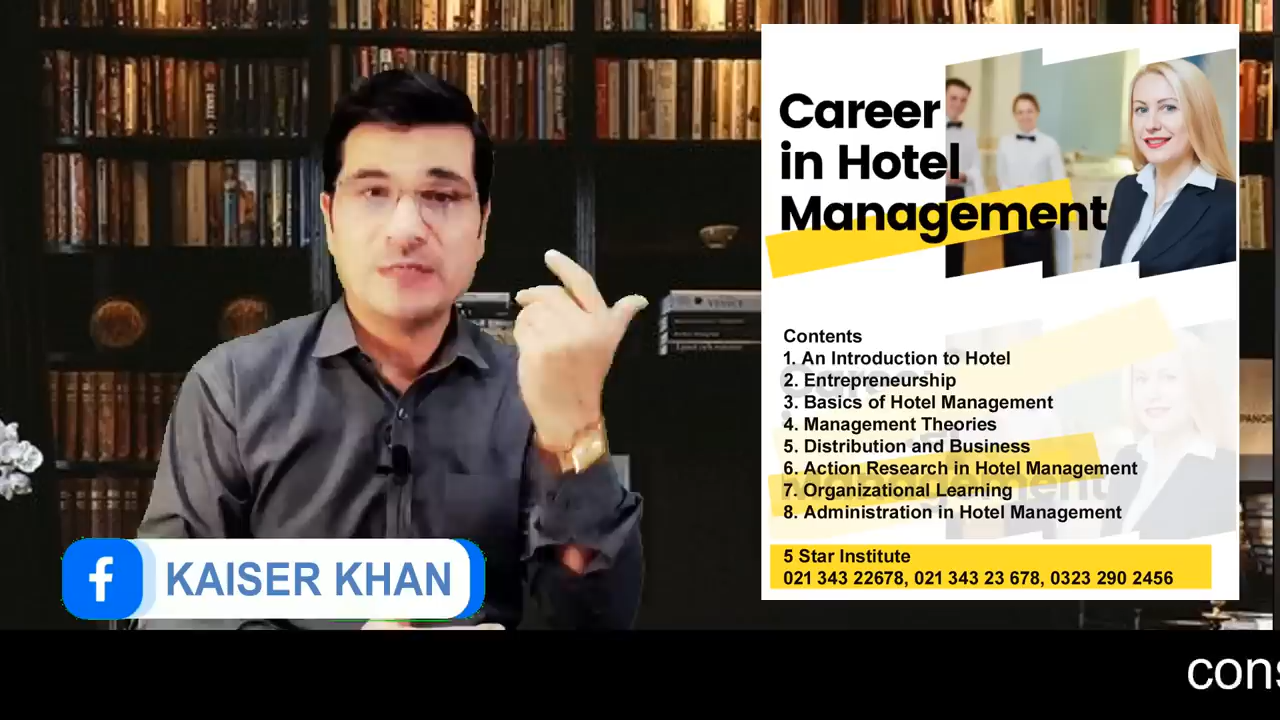 Career
in Hotel
Management
Contents
1. An Introduction to Hotel
2. Entrepreneurship
3. Basics of Hotel Management
4. Management Theories
5. Distribution and Business
6. Action Research in Hotel Management
7. Organizational Learning
8. Administration in Hotel Management
5 Star Institute
021 343 22678, 021 343 23 678, 0323 290 2456
f KAISER KHAN